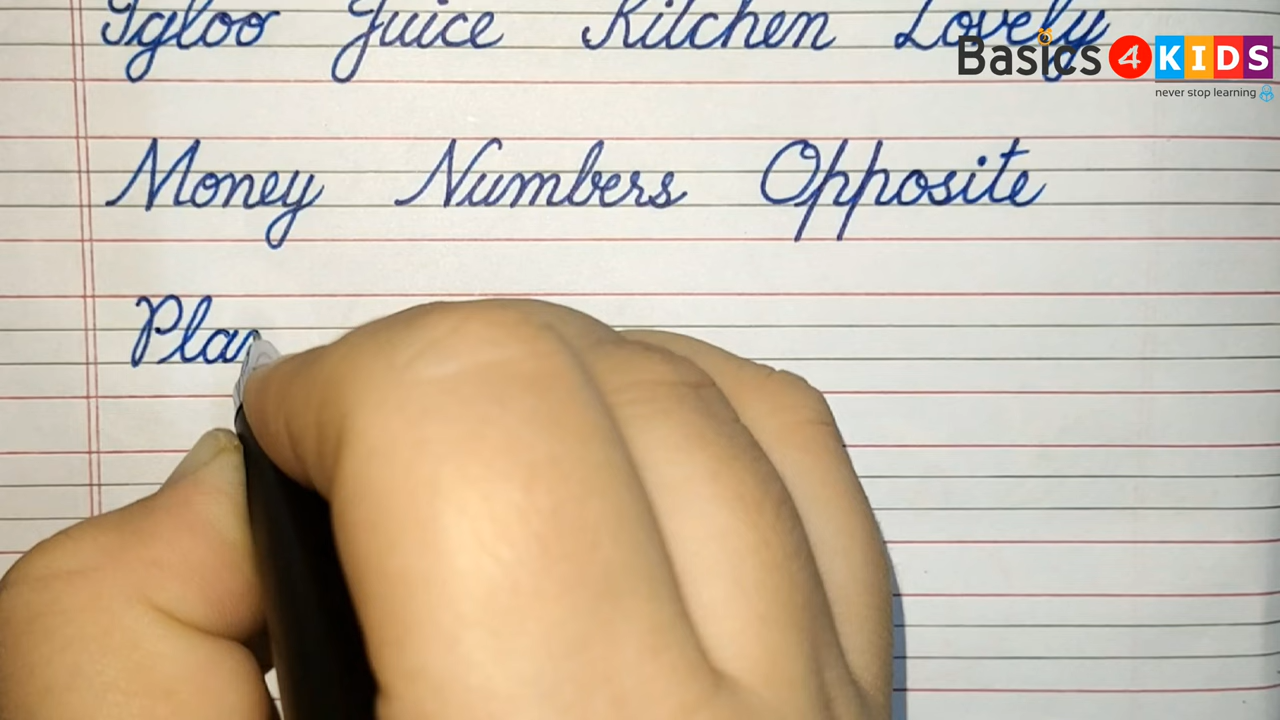 Igloo Juice Kitchen Lovely
Basics 4 KIDS
never stop learning
Money Numbers Opposite
Pla